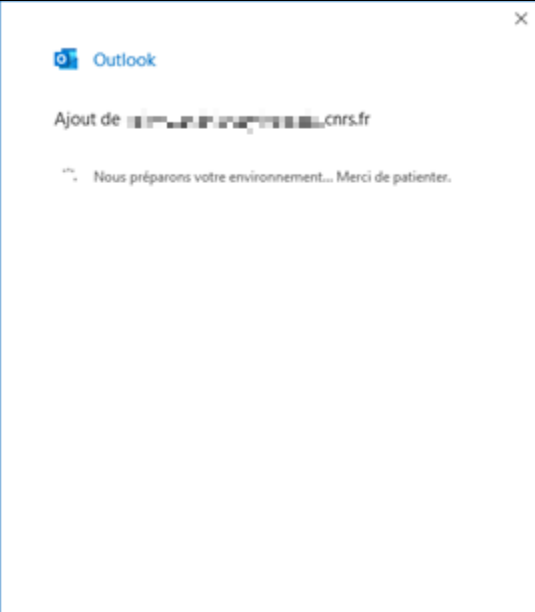 Outlook
Ajout de cnrs.fr
Nous préparons votre environnement... Merci de patienter.